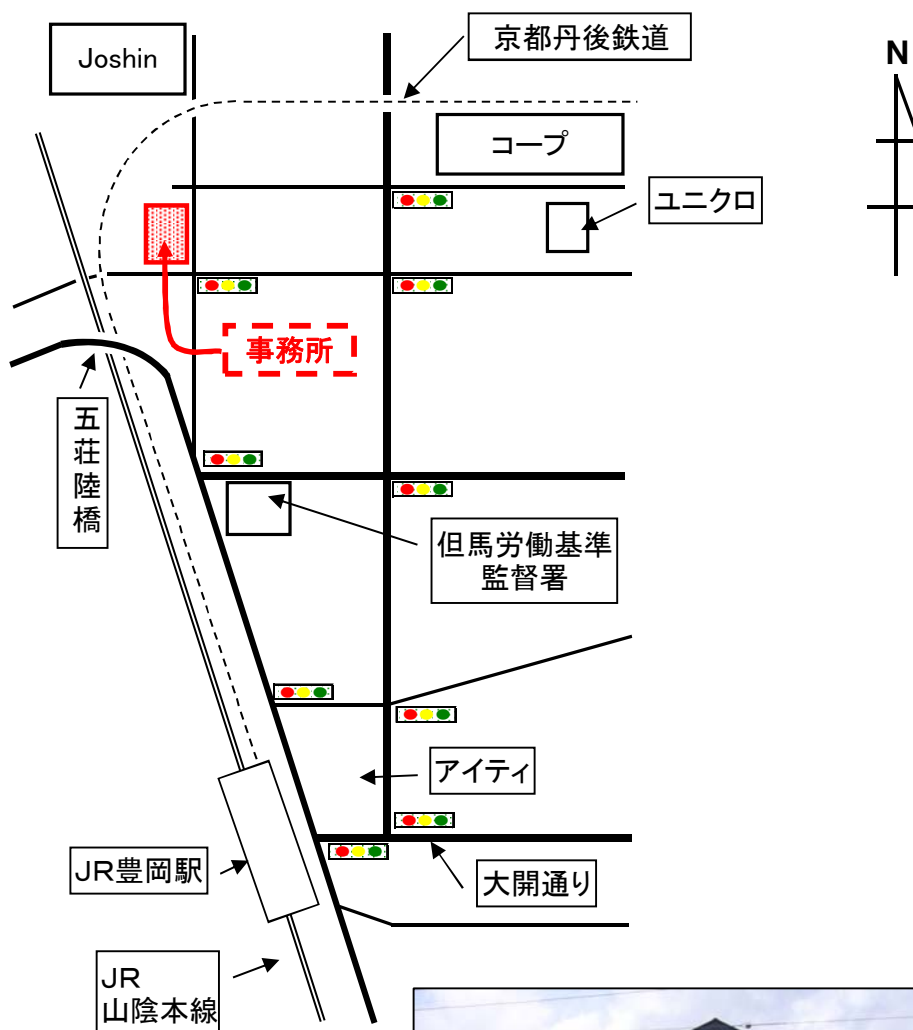 京都丹後鉄道
Joshin
N
コープ
ユニクロ
事務所
五荘陸橋
但馬労働基準
監督署
アイティ
JR豊岡駅
大開通り
JR
山陰本線